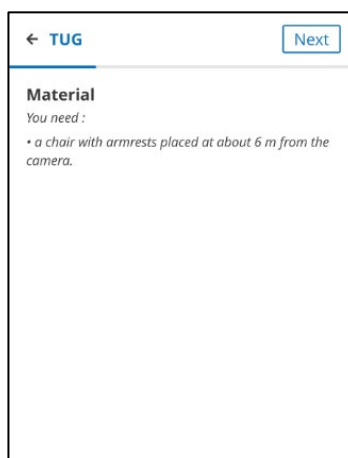 ← TUG
Next
Material
You need :
• a chair with armrests placed at about 6 m from the
camera.